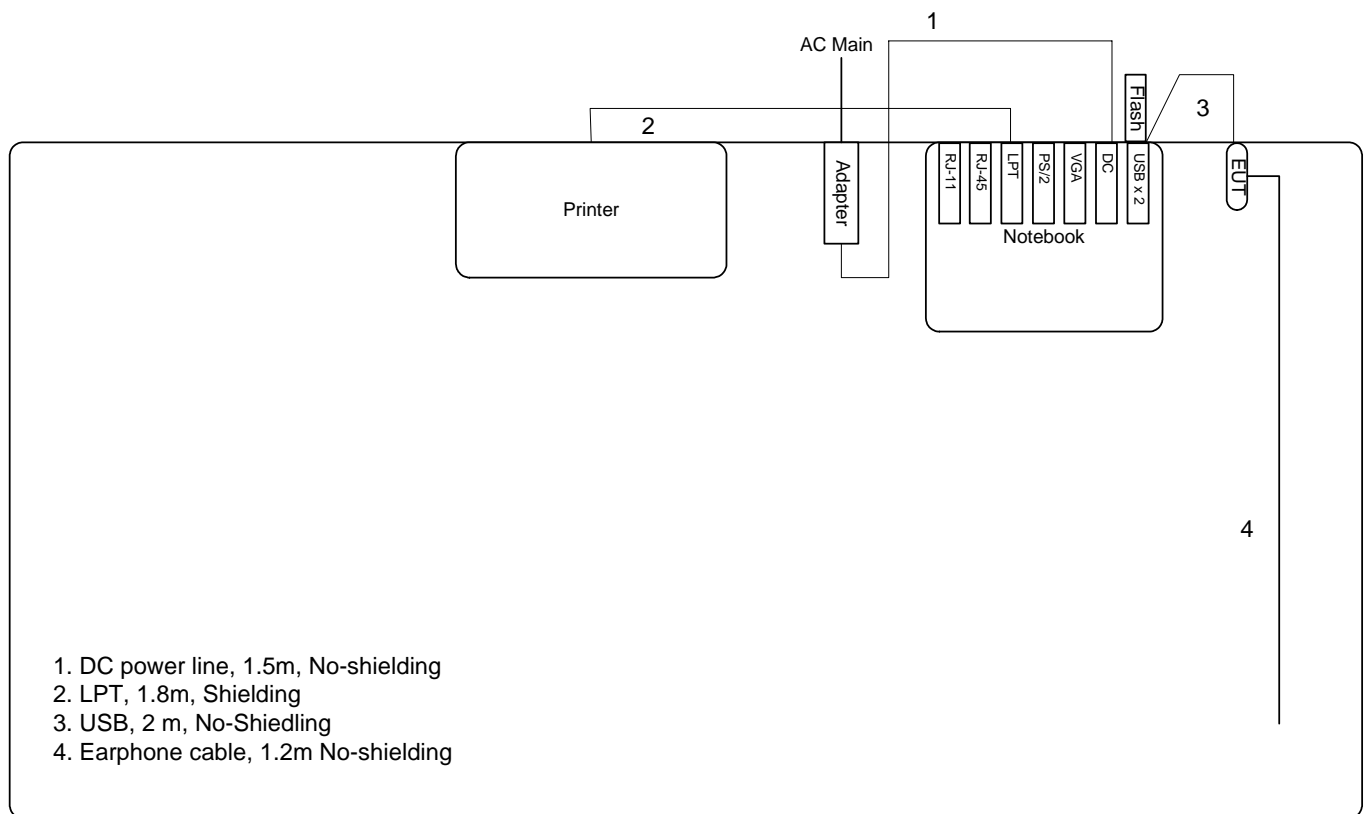 1
AC Main
Flash
3
2
Printer
Adapter
RJ-11
RJ-45
LPT
PS/2
VGA
DC
USB x 2
EUT
Notebook
4
1. DC power line, 1.5m, No-shielding
2. LPT, 1.8m, Shielding
3. USB, 2 m, No-Shiedling
4. Earphone cable, 1.2m No-shielding